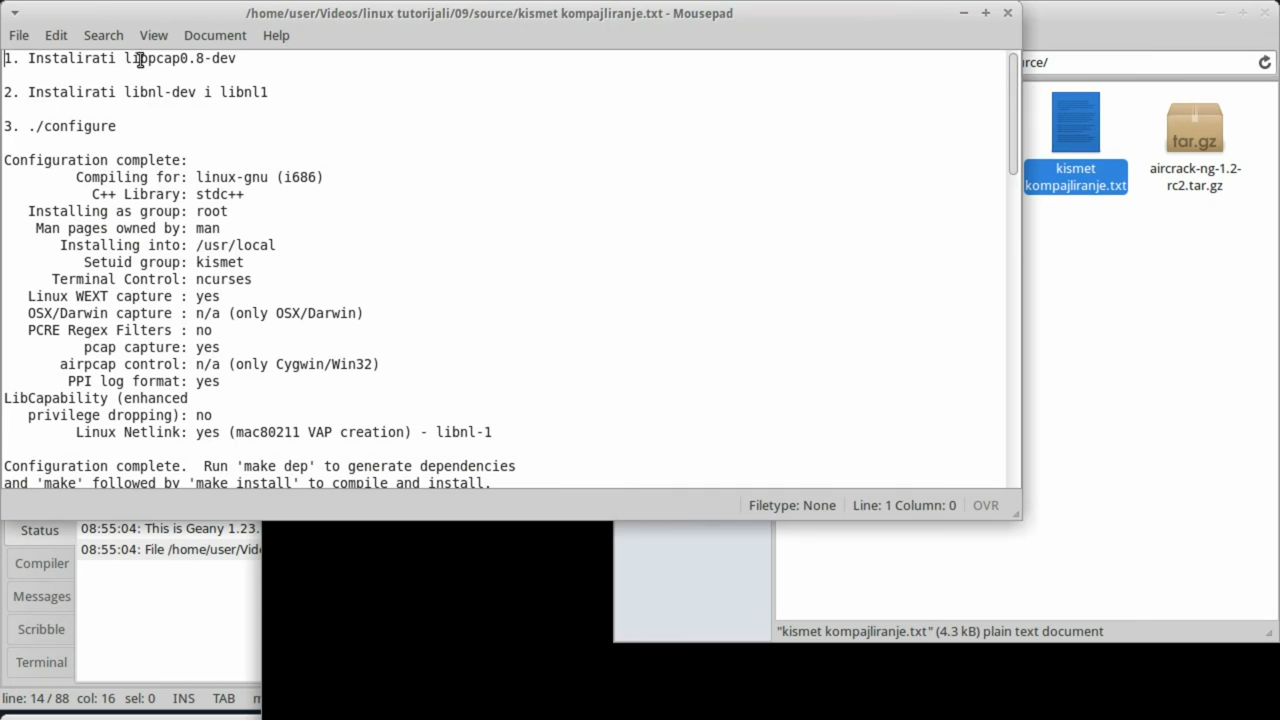 /home/user/Videos/linux tutorijali/09/source/kismet kompajliranje.txt - Mousepad
File Edit Search View Document Help
1. Instalirati libpcap0.8-dev
2. Instalirati libnl-dev i libnl1
3. ./configure
Configuration complete:
Compiling for: linux-gnu (i686)
C++ Library: stdc++
Installing as group: root
Man pages owned by: man
Installing into: /usr/local
Setuid group: kismet
Terminal Control: ncurses
Linux WEXT capture : yes
OSX/Darwin capture : n/a (only OSX/Darwin)
PCRE Regex Filters : no
pcap capture: yes
airpcap control: n/a (only Cygwin/Win32)
PPI log format: yes
LibCapability (enhanced
privilege dropping): no
Linux Netlink: yes (mac80211 VAP creation) - libnl-1
Configuration complete. Run 'make dep' to generate dependencies
and 'make' followed by 'make install' to compile and install.
Filetype: None Line: 1 Column: 0 OVR
rce/
kismet
kompajliranje.txt
aircrack-ng-1.2-
rc2.tar.gz
tar.gz
"kismet kompajliranje.txt" (4.3 kB) plain text document
Status
Compiler
Messages
Scribble
Terminal
08:55:04: This is Geany 1.23.
08:55:04: File /home/user/Vide
line: 14 / 88 col: 16 sel: 0 INS TAB